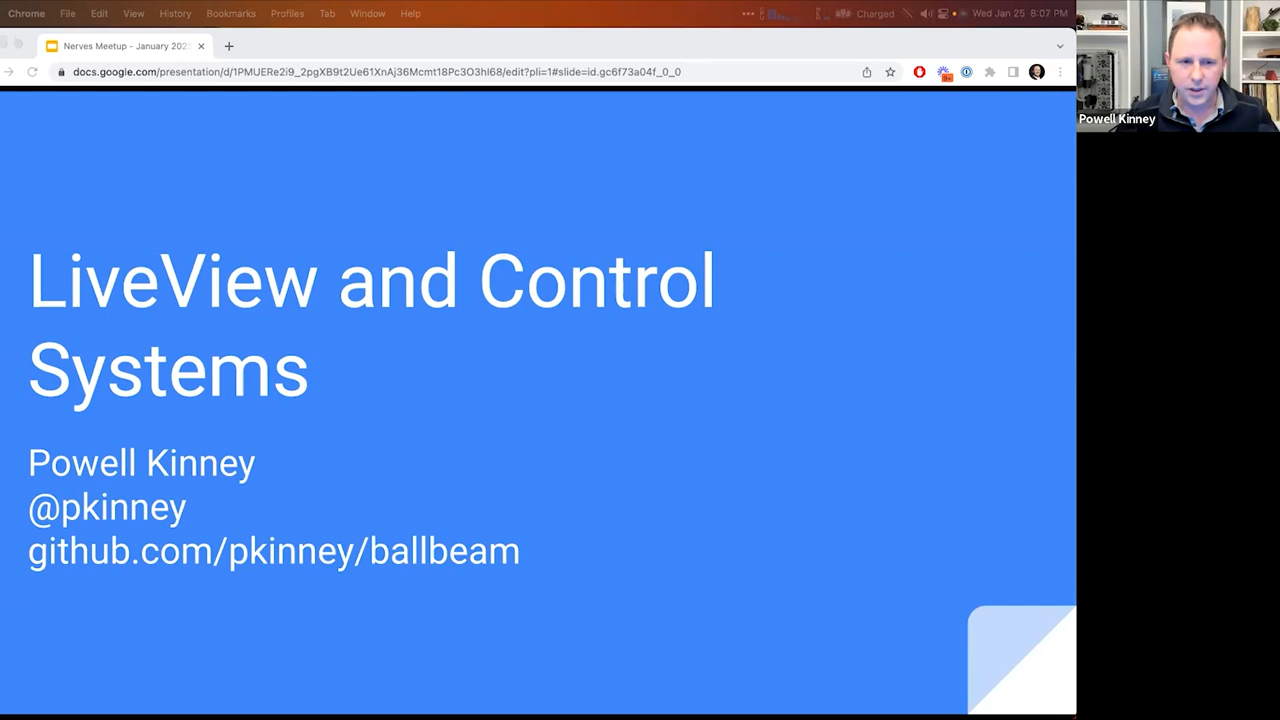 Chrome File Edit View History Bookmarks Profiles Tab Window Help Charged Wed Jan 25 8:07 PM
Nerves Meetup - January 202
docs.google.com/presentation/d/1PMUERe2i9_2pgXB9t2Ue61XnAj36Mcmt18Pc3O3hI68/edit?pli=1#slide=id.gc6f73a04f_0_0
Powell Kinney
LiveView and Control
Systems
Powell Kinney
@pkinney
github.com/pkinney/ballbeam